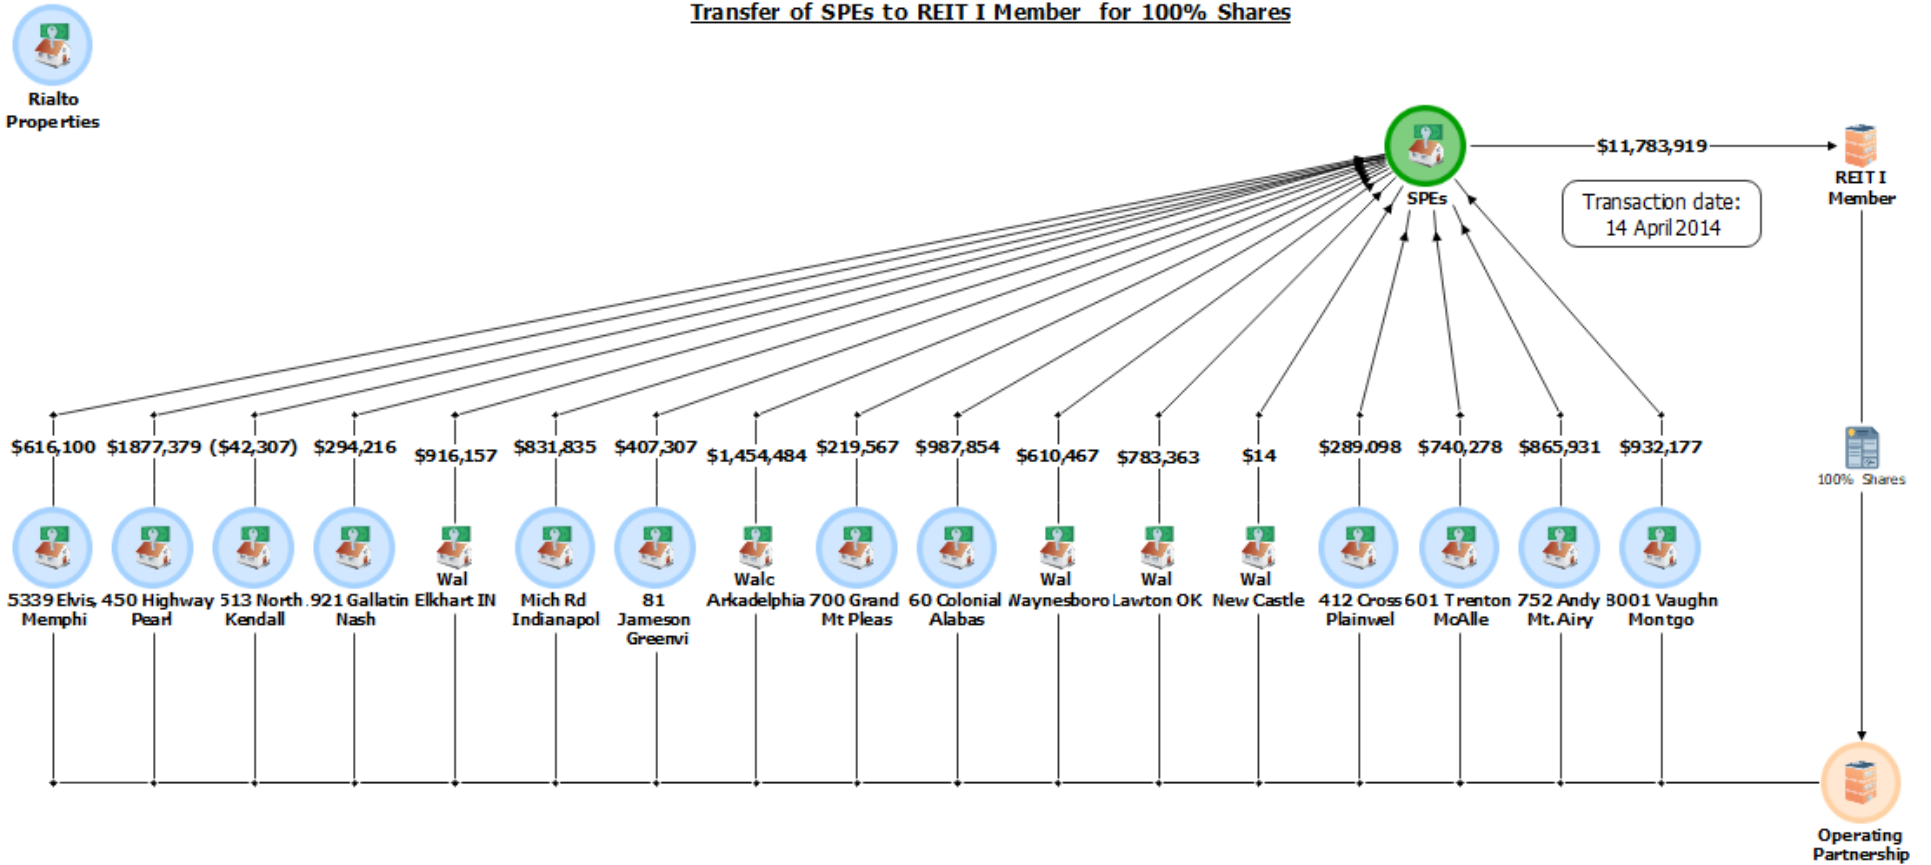 Transfer of SPEs to REIT I Member for 100% Shares
Rialto
Properties
SPEs
$11,783,919
REIT I
Member
Transaction date:
14 April 2014
$616,100
$1877,379
($42,307)
$294,216
$916,157
$831,835
$407,307
$1,454,484
$219,567
$987,854
$610,467
$783,363
$14
$289.098
$740,278
$865,931
$932,177
100% Shares
5339 Elvis,
Memphi
450 Highway
Pearl
513 North
Kendall
921 Gallatin
Nash
Wal
Elkhart IN
Mich Rd
Indianapol
81
Jameson
Greenvi
Walc
Arkadelphia
700 Grand
Mt Pleas
60 Colonial
Alabas
Wal
Waynesboro
Wal
Lawton OK
Wal
New Castle
412 Cross
Plainwel
601 Trenton
McAlle
752 Andy
Mt. Airy
8001 Vaughn
Montgo
Operating
Partnership